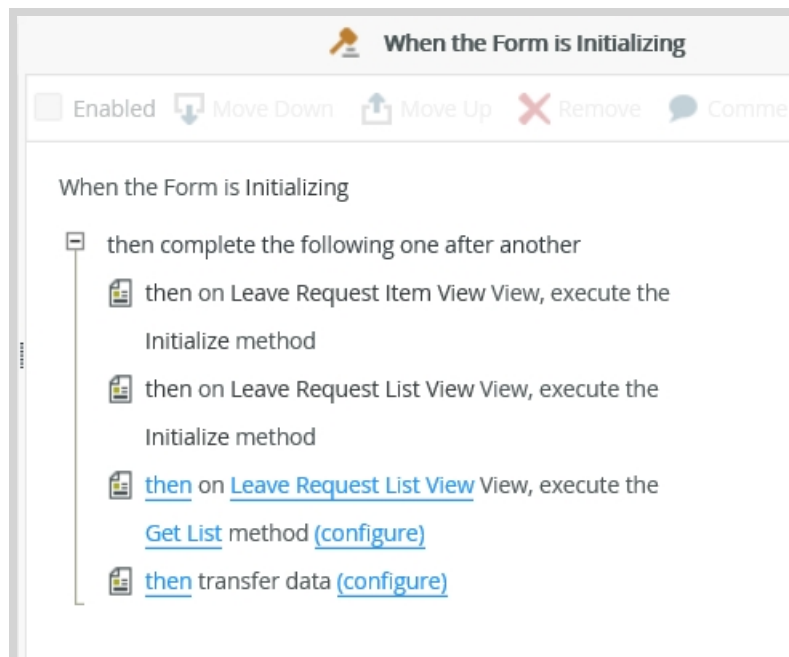 When the Form is Initializing
Enabled Move Down Move Up Remove Comme
When the Form is Initializing
then complete the following one after another
then on Leave Request Item View View, execute the
Initialize method
then on Leave Request List View View, execute the
Initialize method
then on Leave Request List View View, execute the
Get List method (configure)
then transfer data (configure)